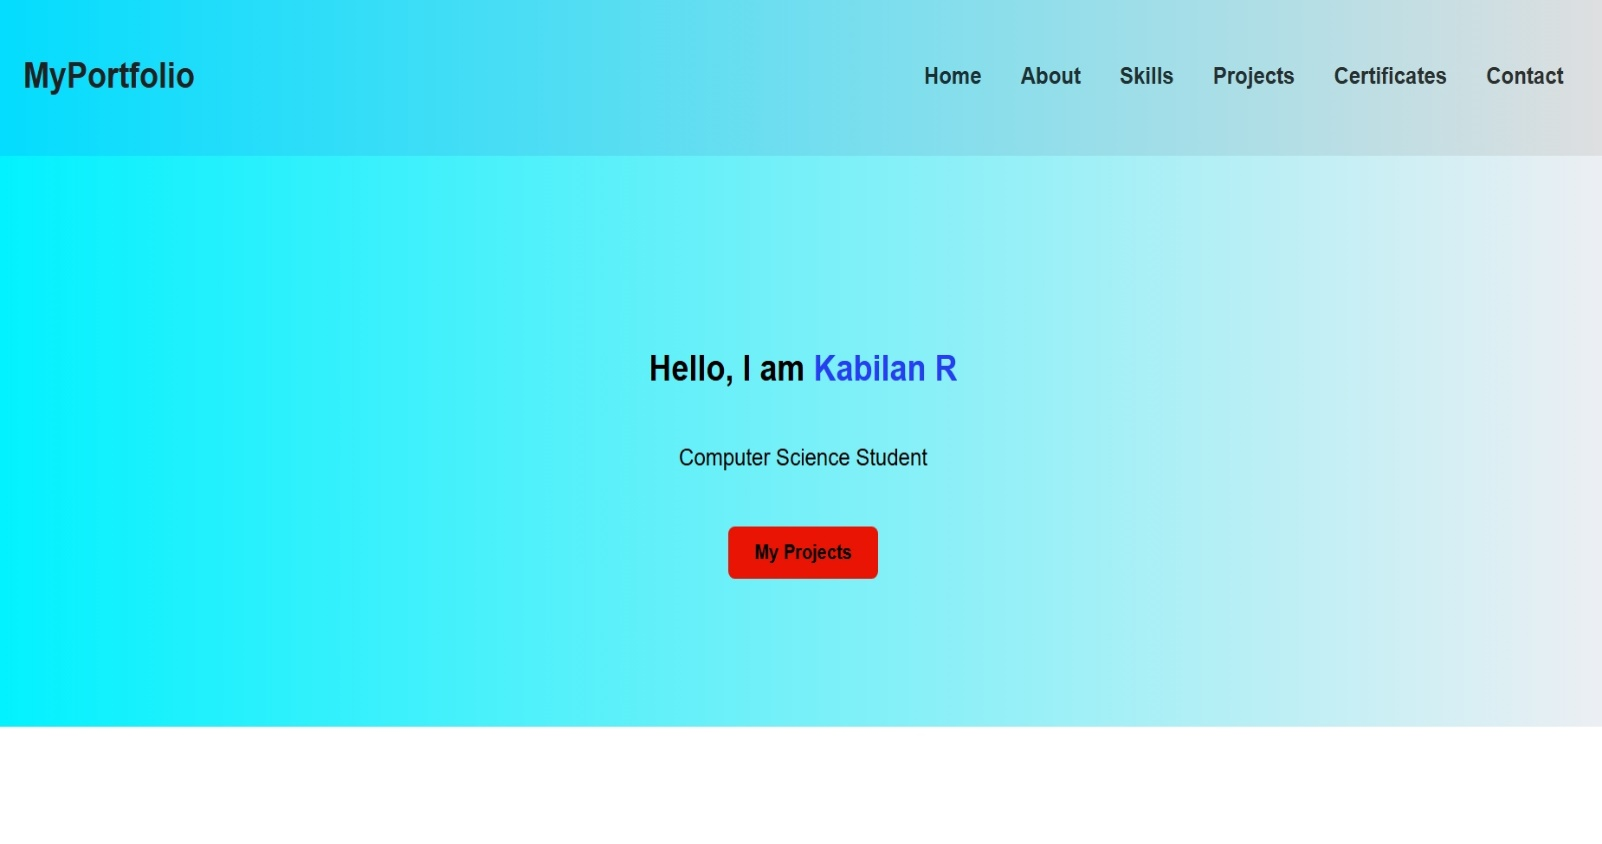 MyPortfolio
Home About Skills Projects Certificates Contact
Hello, I am Kabilan R
Computer Science Student
My Projects